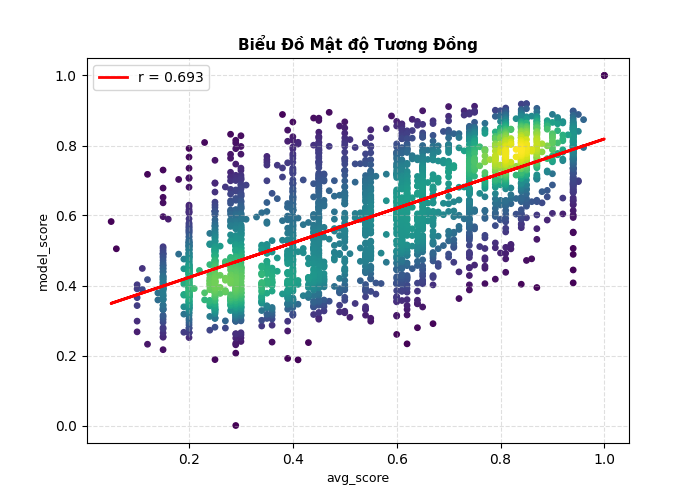 Biểu Đồ Mật độ Tương Đồng
r = 0.693
1.0
0.8
0.6
0.4
0.2
0.0
model_score
0.2 0.4 0.6 0.8 1.0
avg_score